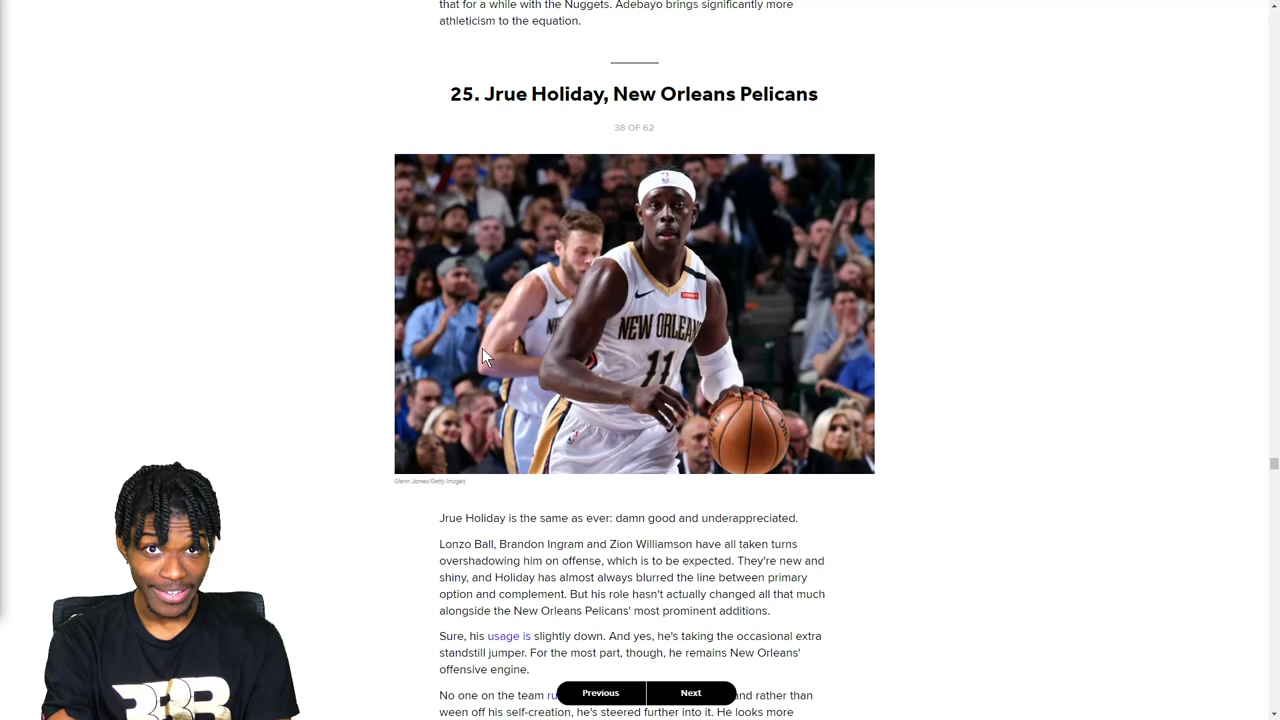 that for a while with the Nuggets. Adebayo brings significantly more
athleticism to the equation.
25. Jrue Holiday, New Orleans Pelicans
38 OF 62
NEW ORLEAN
11
Glenn James/Getty Images
Jrue Holiday is the same as ever: damn good and underappreciated.
Lonzo Ball, Brandon Ingram and Zion Williamson have all taken turns
overshadowing him on offense, which is to be expected. They're new and
shiny, and Holiday has almost always blurred the line between primary
option and complement. But his role hasn't actually changed all that much
alongside the New Orleans Pelicans' most prominent additions.
Sure, his usage is slightly down. And yes, he's taking the occasional extra
standstill jumper. For the most part, though, he remains New Orleans'
offensive engine.
No one on the team ru
Previous
Next
and rather than
ween off his self-creation, he's steered further into it. He looks more
BBB